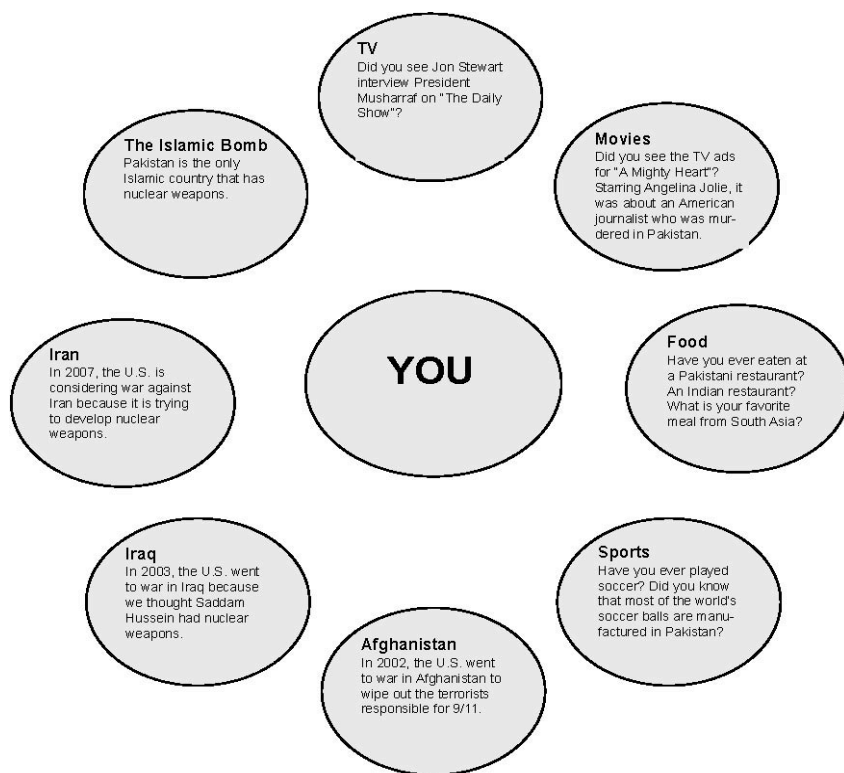 TV
Did you see Jon Stewart
interview President
Musharraf on "The Daily
Show"?
The Islamic Bomb
Pakistan is the only
Islamic country that has
nuclear weapons.
Movies
Did you see the TV ads
for "A Mighty Heart"?
Starring Angelina Jolie, it
was about an American
journalist who was mur-
dered in Pakistan.
Iran
In 2007, the U.S. is
considering war against
Iran because it is trying
to develop nuclear
weapons.
YOU
Food
Have you ever eaten at
a Pakistani restaurant?
An Indian restaurant?
What is your favorite
meal from South Asia?
Iraq
In 2003, the U.S. went
to war in Iraq because
we thought Saddam
Hussein had nuclear
weapons.
Sports
Have you ever played
soccer? Did you know
that most of the world's
soccer balls are manu-
factured in Pakistan?
Afghanistan
In 2002, the U.S. went
to war in Afghanistan to
wipe out the terrorists
responsible for 9/11.